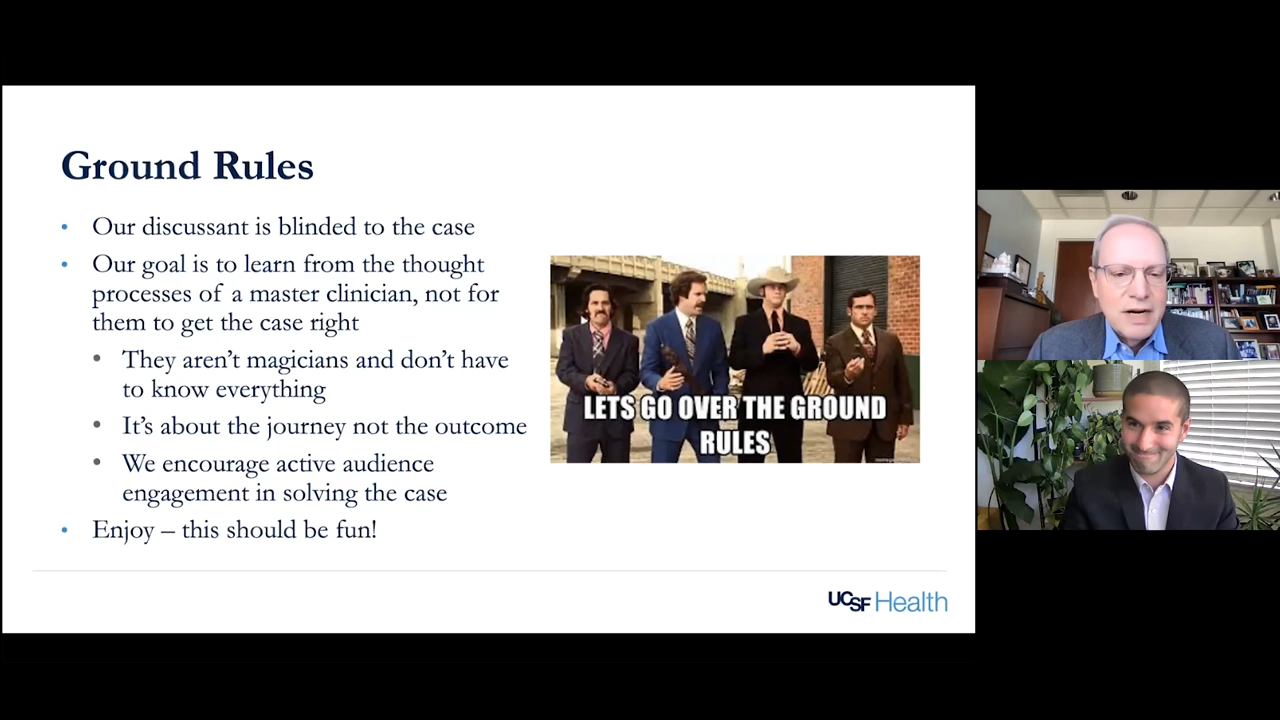 Ground Rules
• Our discussant is blinded to the case
• Our goal is to learn from the thought
processes of a master clinician, not for
them to get the case right
• They aren't magicians and don't have
to know everything
• It's about the journey not the outcome
• We encourage active audience
engagement in solving the case
• Enjoy – this should be fun!
LETS GO OVER THE GROUND
RULES
UCSF Health